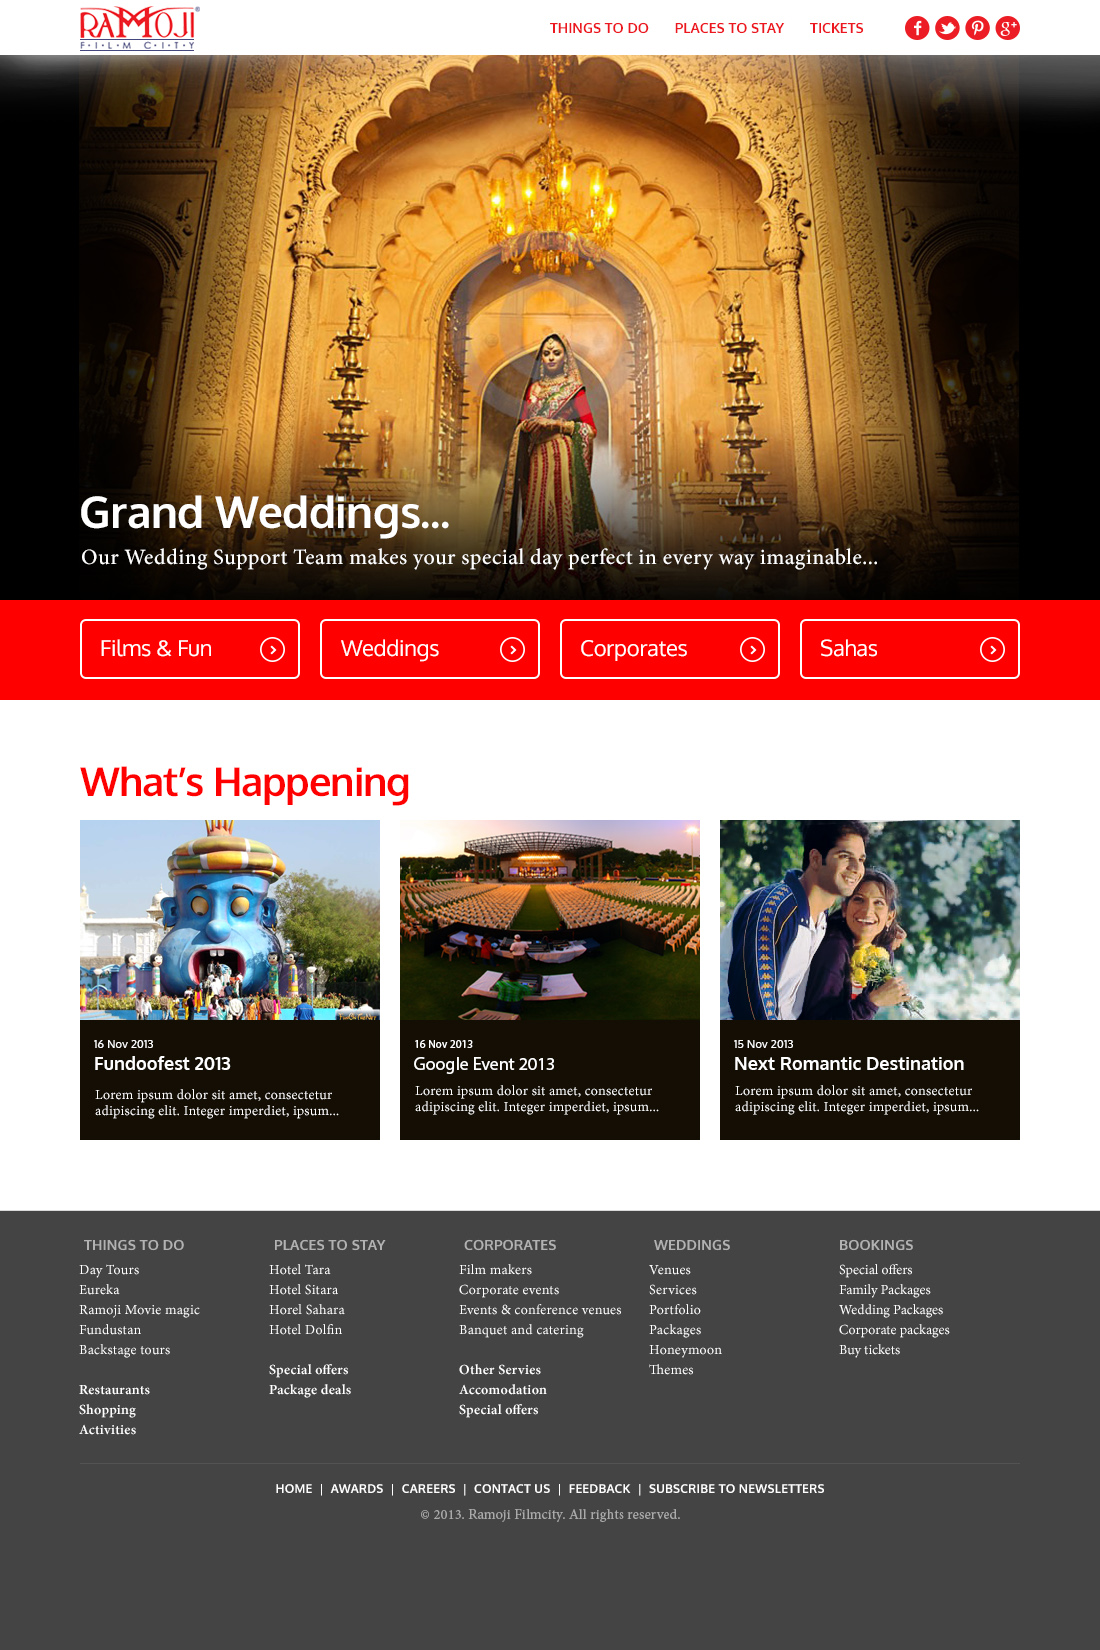 RAMOJI®
FILM CITY
THINGS TO DO PLACES TO STAY TICKETS
Grand Weddings...
Our Wedding Support Team makes your special day perfect in every way imaginable...
Films & Fun Weddings Corporates Sahas
What's Happening
16 Nov 2013
Fundoofest 2013
Lorem ipsum dolor sit amet, consectetur
adipiscing elit. Integer imperdiet, ipsum...
16 Nov 2013
Google Event 2013
Lorem ipsum dolor sit amet, consectetur
adipiscing elit. Integer imperdiet, ipsum...
15 Nov 2013
Next Romantic Destination
Lorem ipsum dolor sit amet, consectetur
adipiscing elit. Integer imperdiet, ipsum...
THINGS TO DO
Day Tours
Eureka
Ramoji Movie magic
Fundustan
Backstage tours
Restaurants
Shopping
Activities
PLACES TO STAY
Hotel Tara
Hotel Sitara
Horel Sahara
Hotel Dolfin
Special offers
Package deals
CORPORATES
Film makers
Corporate events
Events & conference venues
Banquet and catering
Other Servies
Accomodation
Special offers
WEDDINGS
Venues
Services
Portfolio
Packages
Honeymoon
Themes
BOOKINGS
Special offers
Family Packages
Wedding Packages
Corporate packages
Buy tickets
HOME | AWARDS | CAREERS | CONTACT US | FEEDBACK | SUBSCRIBE TO NEWSLETTERS
© 2013. Ramoji Filmcity. All rights reserved.